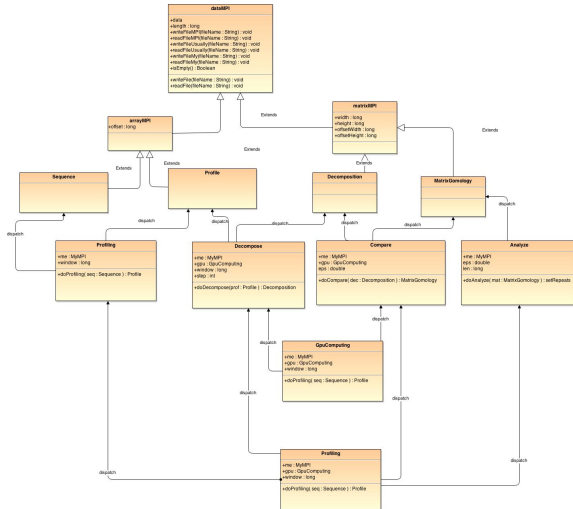 dataMPI
+data
+length : long
+writeFileMPI(fileName : String) : void
+readFileMPI(fileName : String) : void
+writeFileUsually(fileName : String) : void
+readFileUsually(fileName : String) : void
+writeFileMy(fileName : String) : void
+readFileMy(fileName : String) : void
+isEmpty() : Boolean
+writeFile(fileName : String) : void
+readFile(fileName : String) : void
arrayMPI
+offset : long
Extends
Extends
matrixMPI
+width : long
+height : long
+offsetWidth : long
+offsetHeight : long
Extends
Extends
Extends
Extends
Sequence
Profile
Decomposition
MatrixGomology
dispatch
dispatch
dispatch
dispatch
dispatch
dispatch
dispatch
Profiling
+me : MyMPI
+window : long
+doProfiling( seq : Sequence ) : Profile
Decompose
+me : MyMPI
+gpu : GpuComputing
+window : long
+step : int
+doDecompose(prof : Profile ) : Decomposition
Compare
+me : MyMPI
+gpu : GpuComputing
eps : double
+doCompare( dec : Decomposition ) : MatrixGomology
Analyze
+me : MyMPI
eps : double
len : long
+doAnalyze( mat : MatrixGomology ) : setRepeats
dispatch
dispatch
GpuComputing
+me : MyMPI
+gpu : GpuComputing
+window : long
+doProfiling( seq : Sequence ) : Profile
dispatch
dispatch
dispatch
dispatch
Profiling
+me : MyMPI
+gpu : GpuComputing
+window : long
+doProfiling( seq : Sequence ) : Profile